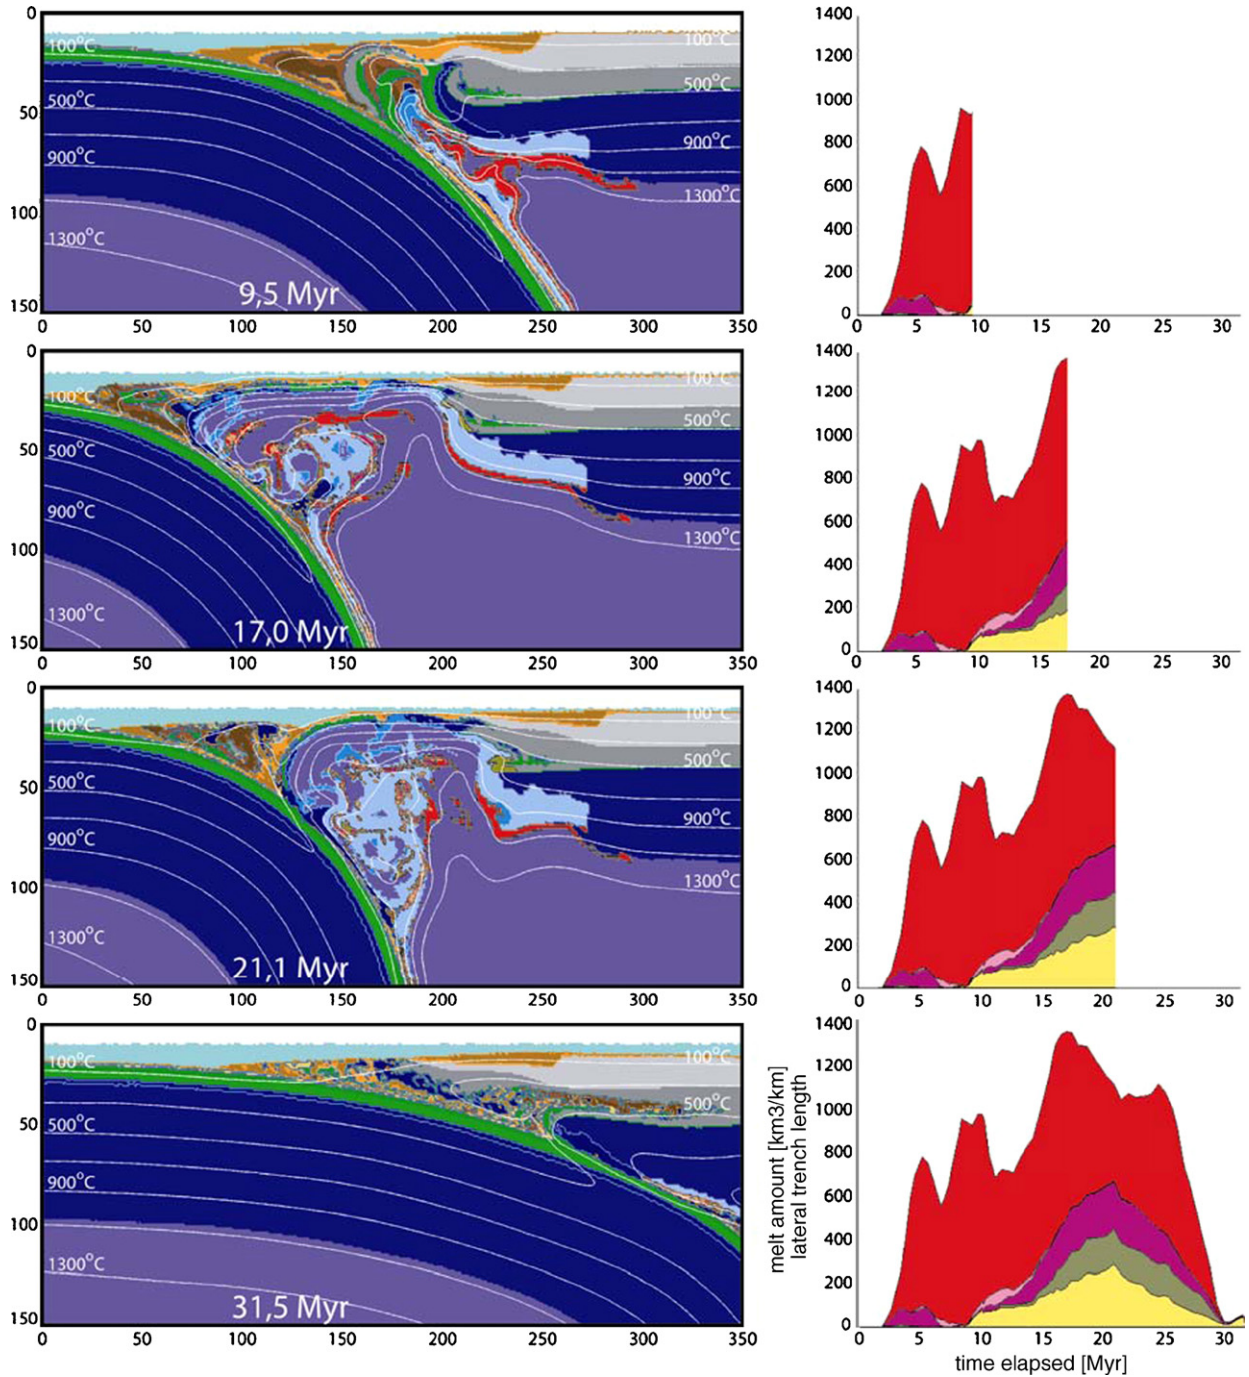 0
50
100
150
100°C
500°C
900°C
1300°C
9,5 Myr
100°C
500°C
900°C
1300°C
0 50 100 150 200 250 300 350
1400
1200
1000
800
600
400
200
0
0 5 10 15 20 25 30
0
50
100
150
100°C
500°C
900°C
1300°C
17,0 Myr
100°C
500°C
900°C
1300°C
0 50 100 150 200 250 300 350
1400
1200
1000
800
600
400
200
0
0 5 10 15 20 25 30
0
50
100
150
100°C
500°C
900°C
1300°C
21,1 Myr
100°C
500°C
900°C
1300°C
0 50 100 150 200 250 300 350
1400
1200
1000
800
600
400
200
0
0 5 10 15 20 25 30
0
50
100
150
100°C
500°C
900°C
1300°C
31,5 Myr
100°C
500°C
0 50 100 150 200 250 300 350
melt amount [km3/km]
lateral trench length
1400
1200
1000
800
600
400
200
0
0 5 10 15 20 25 30
time elapsed [Myr]